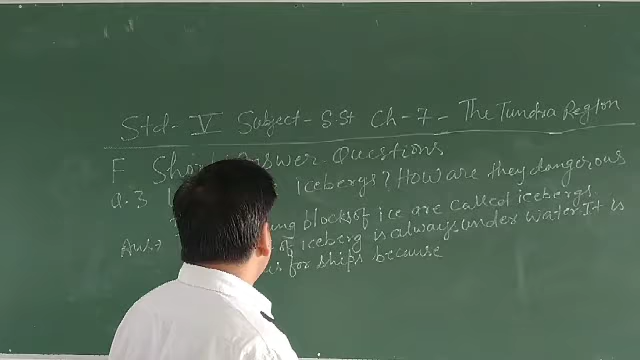 Std - V Subject - S.St Ch - 7 - The Tundra Region
F Short Answer Questions
Q.3 icebergs? How are they dangerous
Ans:- blocks of ice are called icebergs.
of iceberg is always under water It is
for ships because